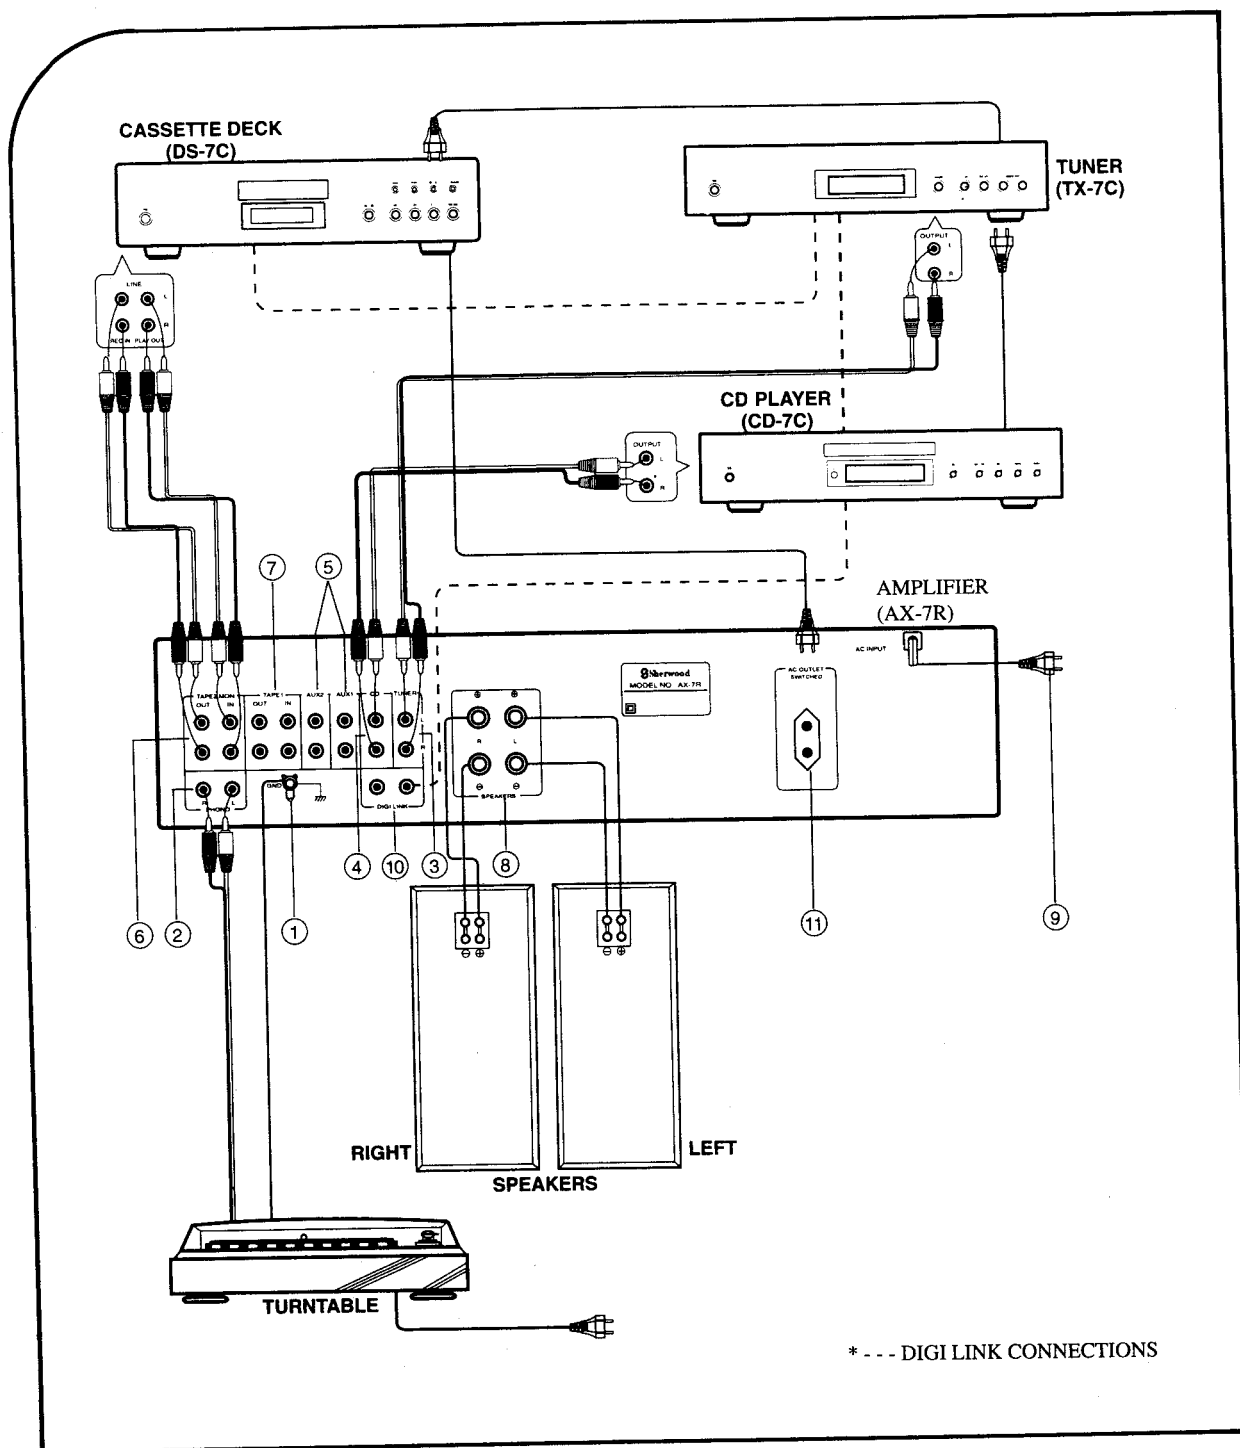 CASSETTE DECK
(DS-7C)
TUNER
(TX-7C)
OUTPUT
L
R
LINE
L
R
REC IN PLAY OUT
CD PLAYER
(CD-7C)
OUTPUT
L
R
7
5
AMPLIFIER
(AX-7R)
AC INPUT
AC OUTLET
SWITCHED
Sherwood
MODEL NO. AX-7R
TAPE2/MON
OUT IN
TAPE1
OUT IN
AUX2
AUX1
CD
TUNER
L
R
R L
SPEAKERS
GND
R L
PHONO
DIGI LINK
4
10
3
8
6
2
1
11
9
RIGHT
LEFT
SPEAKERS
TURNTABLE
* - - - DIGI LINK CONNECTIONS